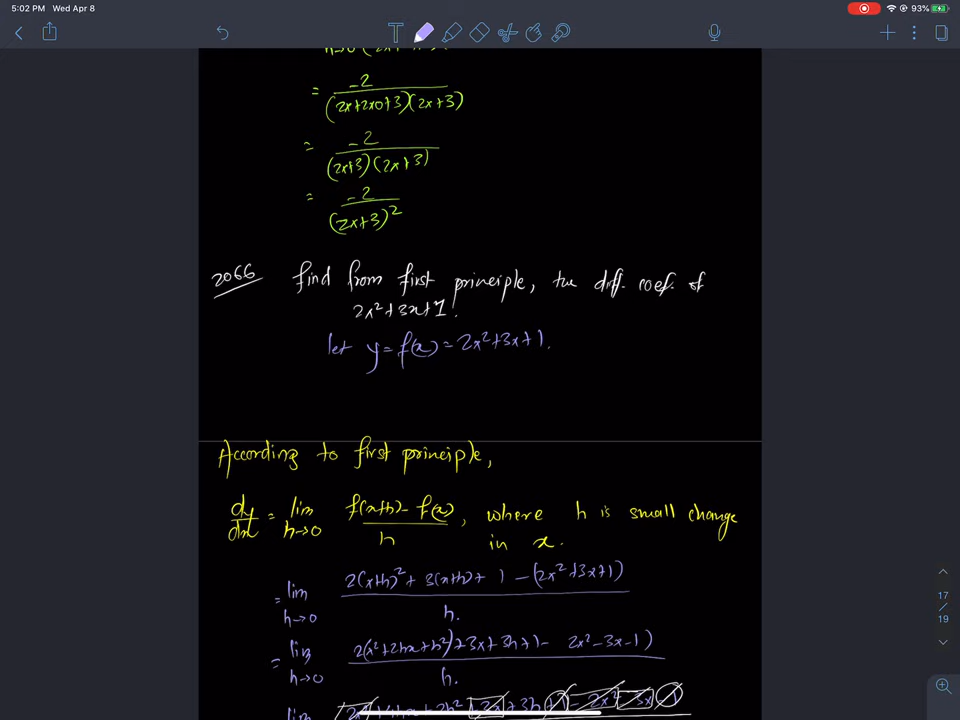 5:02 PM Wed Apr 8
93%
= -2 / (2x+2x0+3)(2x+3)
= -2 / (2x+3)(2x+3)
= -2 / (2x+3)²
2066 find from first principle, the diff. coef. of
2x²+3x+1.
let y = f(x) = 2x²+3x+1.
According to first principle,
dy/dx = lim h→0 f(x+h) - f(x) / h, where h is small change
in x.
= lim h→0 2(x+h)² + 3(x+h) + 1 - (2x²+3x+1) / h.
= lim h→0 2(x²+2hx+h²)+3x+3h+1 - 2x²-3x-1) / h.
lim
17
/
19